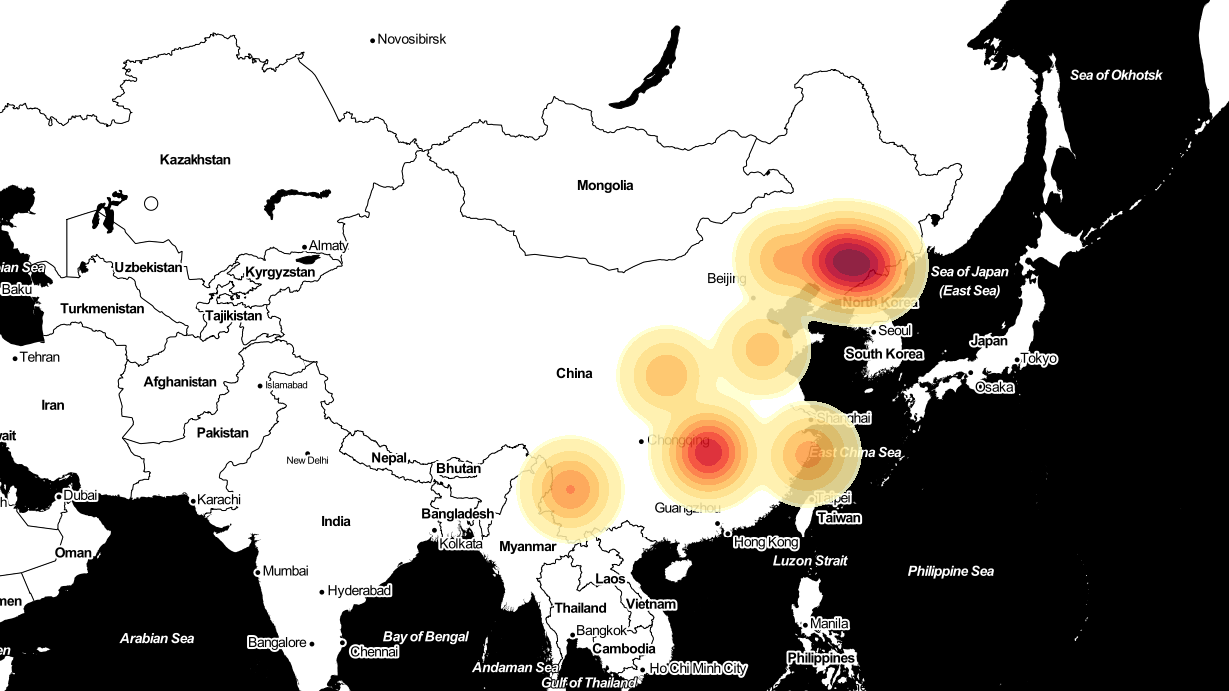 Novosibirsk
Sea of Okhotsk
Kazakhstan
Mongolia
Almaty
ian Sea
Uzbekistan
Kyrgyzstan
Beijing
Sea of Japan
(East Sea)
Baku
Turkmenistan
Tajikistan
North Korea
Seoul
Japan
Tehran
South Korea
Tokyo
China
Afghanistan
Islamabad
Osaka
Iran
Shanghai
Pakistan
Chongqing
East China Sea
New Delhi
Nepal
Bhutan
Dubai
Karachi
Taipei
Guangzhou
Bangladesh
Taiwan
India
Kolkata
Myanmar
Hong Kong
Oman
Luzon Strait
Mumbai
Philippine Sea
Laos
Hyderabad
men
Thailand
Vietnam
Manila
Arabian Sea
Bay of Bengal
Bangkok
Bangalore
Chennai
Cambodia
Philippines
Andaman Sea
Ho Chi Minh City
Gulf of Thailand